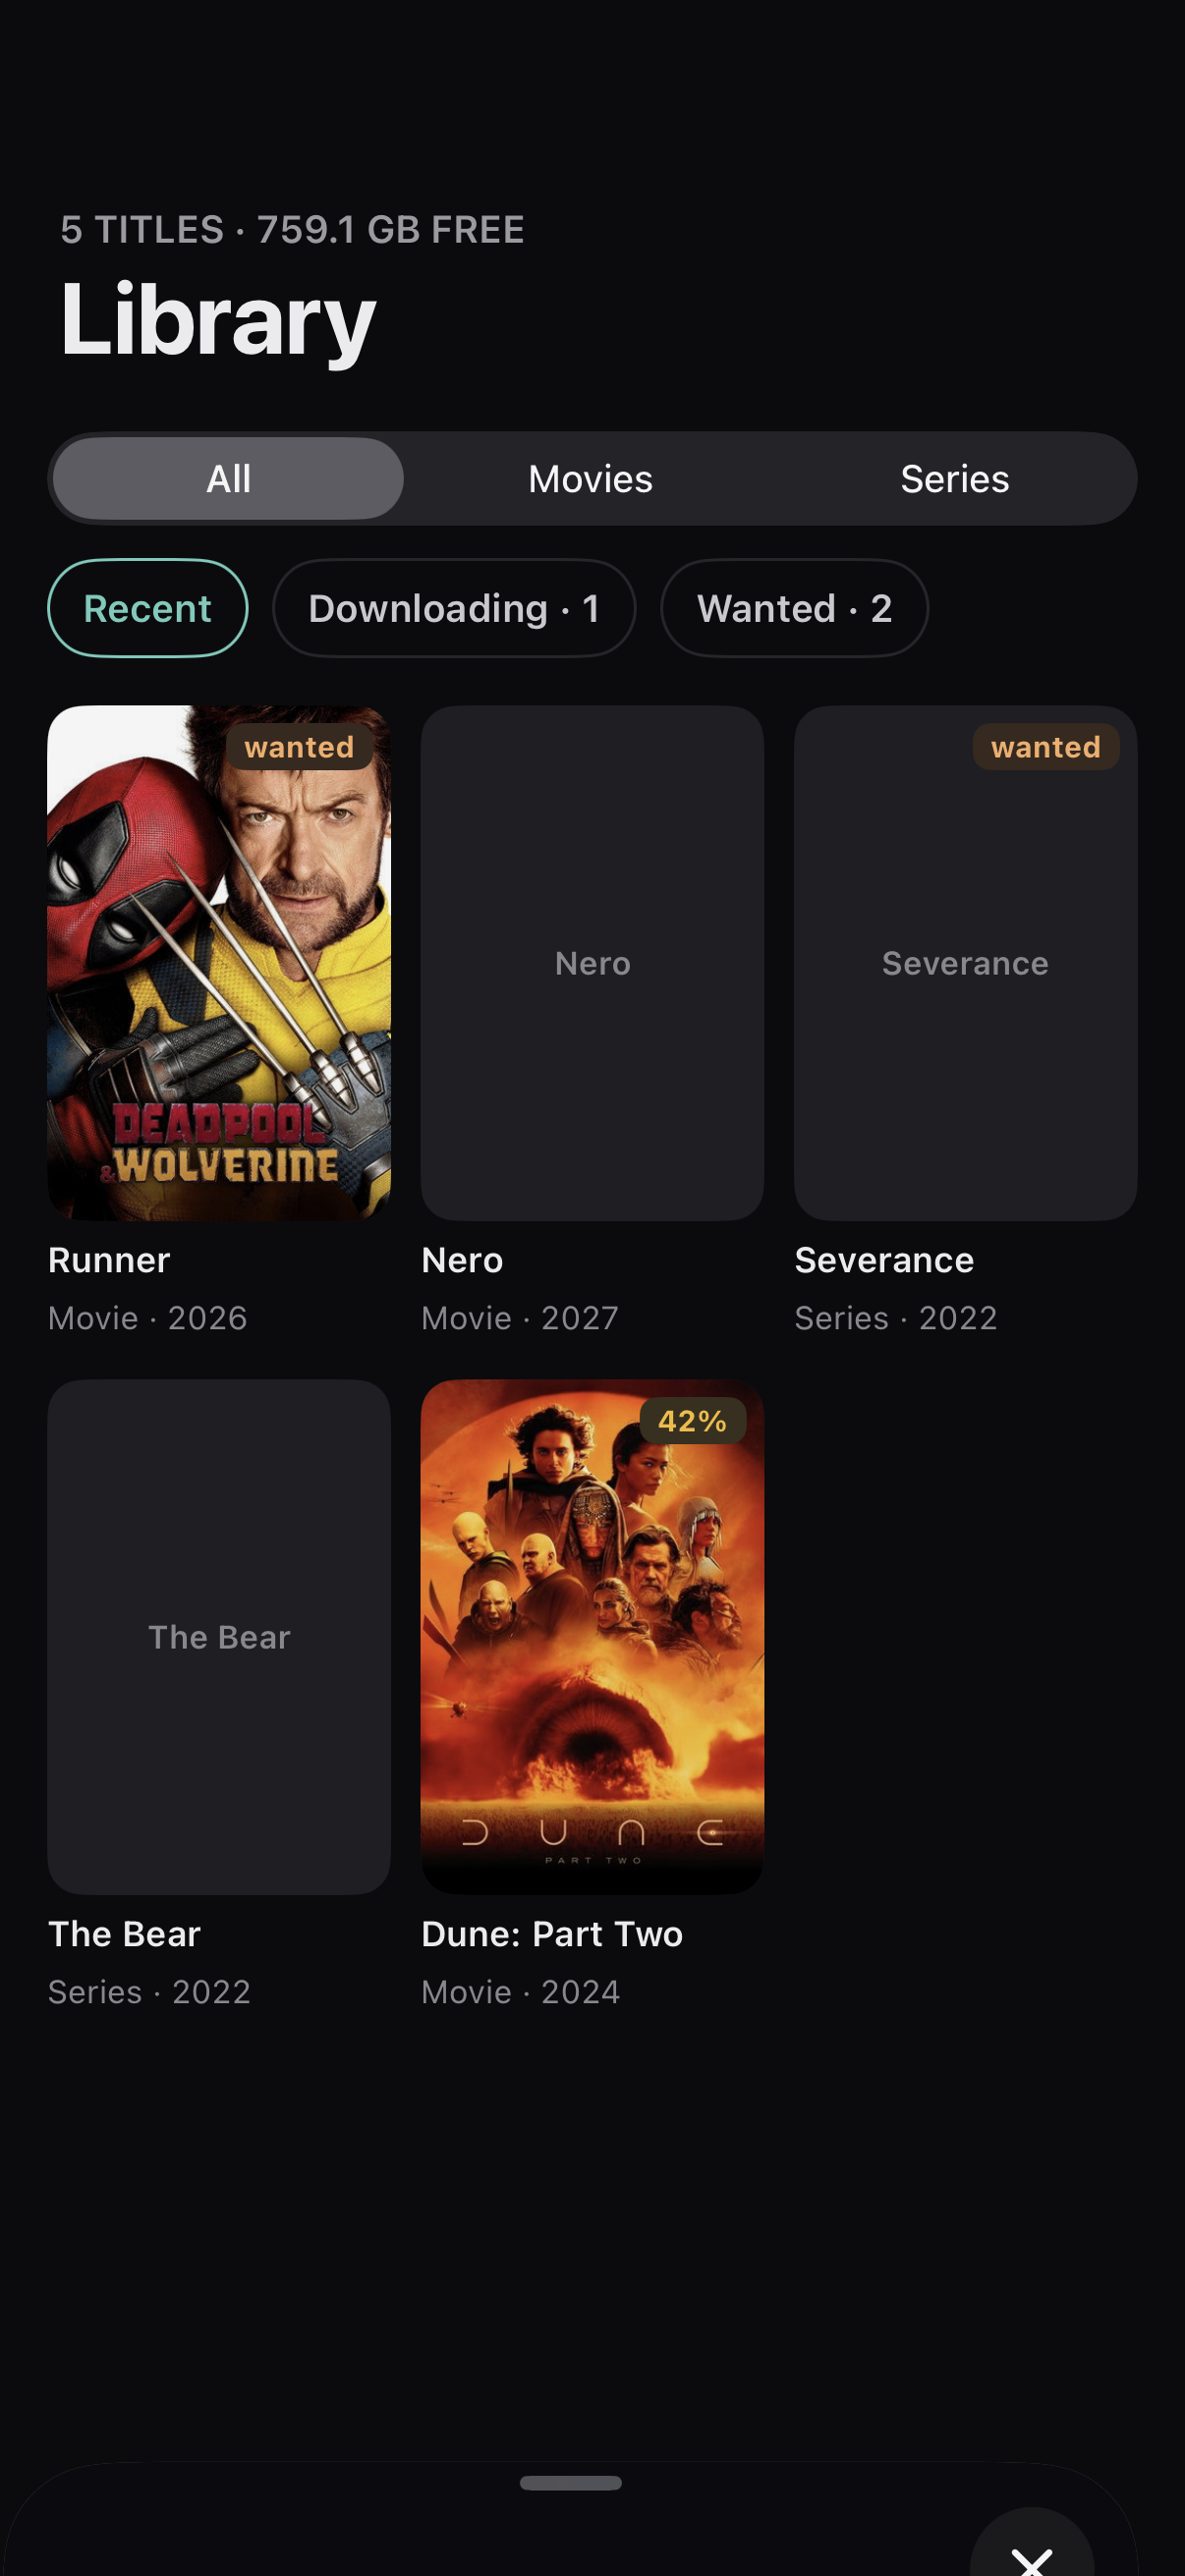 5 TITLES · 759.1 GB FREE
Library
All Movies Series
Recent Downloading · 1 Wanted · 2
wanted
DEADPOOL
&WOLVERINE
Runner
Movie · 2026
Nero
Nero
Movie · 2027
wanted
Severance
Severance
Series · 2022
The Bear
The Bear
Series · 2022
42%
DUNE
PART TWO
Dune: Part Two
Movie · 2024